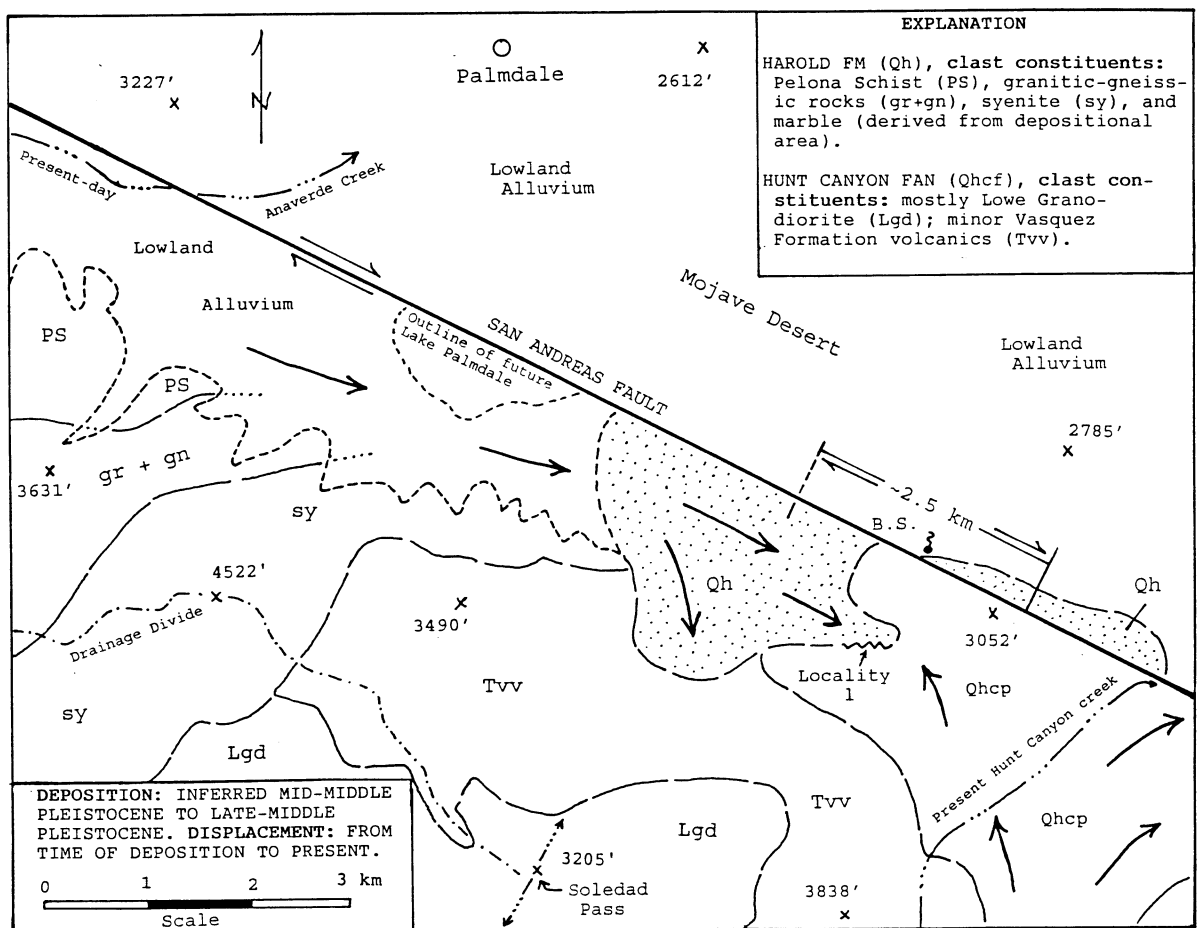 EXPLANATION
HAROLD FM (Qh), clast constituents:
Pelona Schist (PS), granitic-gneiss-
ic rocks (gr+gn), syenite (sy), and
marble (derived from depositional
area).
HUNT CANYON FAN (Qhcf), clast con-
stituents: mostly Lowe Grano-
diorite (Lgd); minor Vasquez
Formation volcanics (Tvv).
3227'
N
Palmdale
2612'
Present-day
Anaverde Creek
Lowland
Alluvium
Lowland
Alluvium
Mojave Desert
Lowland
Alluvium
PS
PS
Outline of future
Lake Palmdale
SAN ANDREAS FAULT
2785'
3631'
gr + gn
sy
~2.5 km
B.S.
4522'
Drainage Divide
3490'
Qh
Qh
3052'
Locality
1
Qhcp
Tvv
sy
Lgd
Present Hunt Canyon creek
Tvv
Lgd
Qhcp
3205'
Soledad
Pass
3838'
DEPOSITION: INFERRED MID-MIDDLE
PLEISTOCENE TO LATE-MIDDLE
PLEISTOCENE. DISPLACEMENT: FROM
TIME OF DEPOSITION TO PRESENT.
0 1 2 3 km
Scale